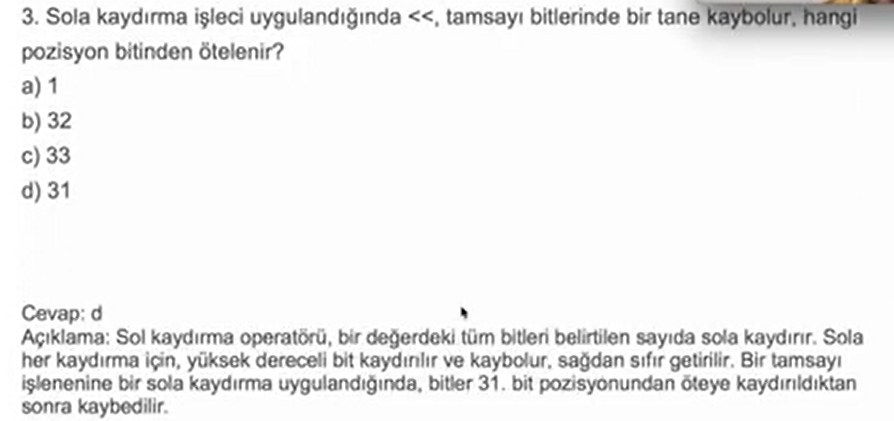 3. Sola kaydırma işleci uygulandığında <<, tamsayı bitlerinde bir tane kaybolur, hangi
pozisyon bitinden ötelenir?
a) 1
b) 32
c) 33
d) 31
Cevap: d
Açıklama: Sol kaydırma operatörü, bir değerdeki tüm bitleri belirtilen sayıda sola kaydırır. Sola
her kaydırma için, yüksek dereceli bit kaydırılır ve kaybolur, sağdan sıfır getirilir. Bir tamsayı
işlenenine bir sola kaydırma uygulandığında, bitler 31. bit pozisyonundan öteye kaydırıldıktan
sonra kaybedilir.